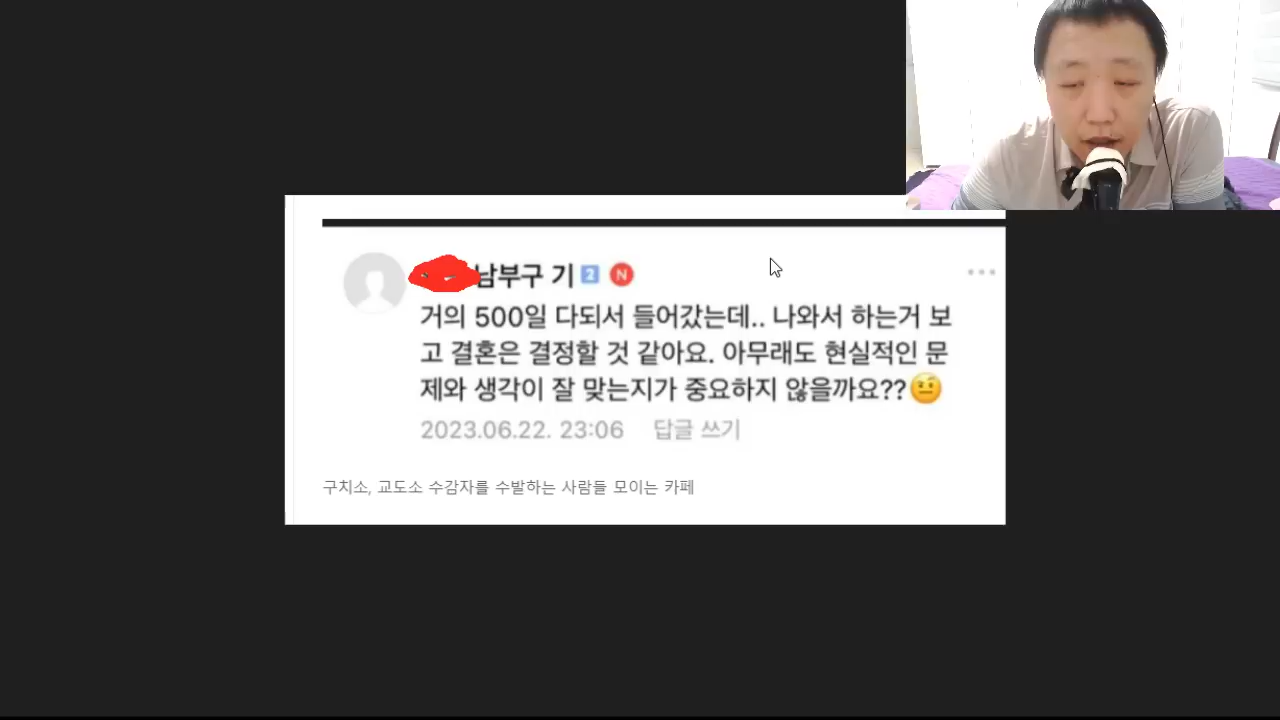 남부구 기 2 N
거의 500일 다되서 들어갔는데.. 나와서 하는거 보
고 결혼은 결정할 것 같아요. 아무래도 현실적인 문
제와 생각이 잘 맞는지가 중요하지 않을까요??🤨
2023.06.22. 23:06 답글 쓰기
구치소, 교도소 수감자를 수발하는 사람들 모이는 카페